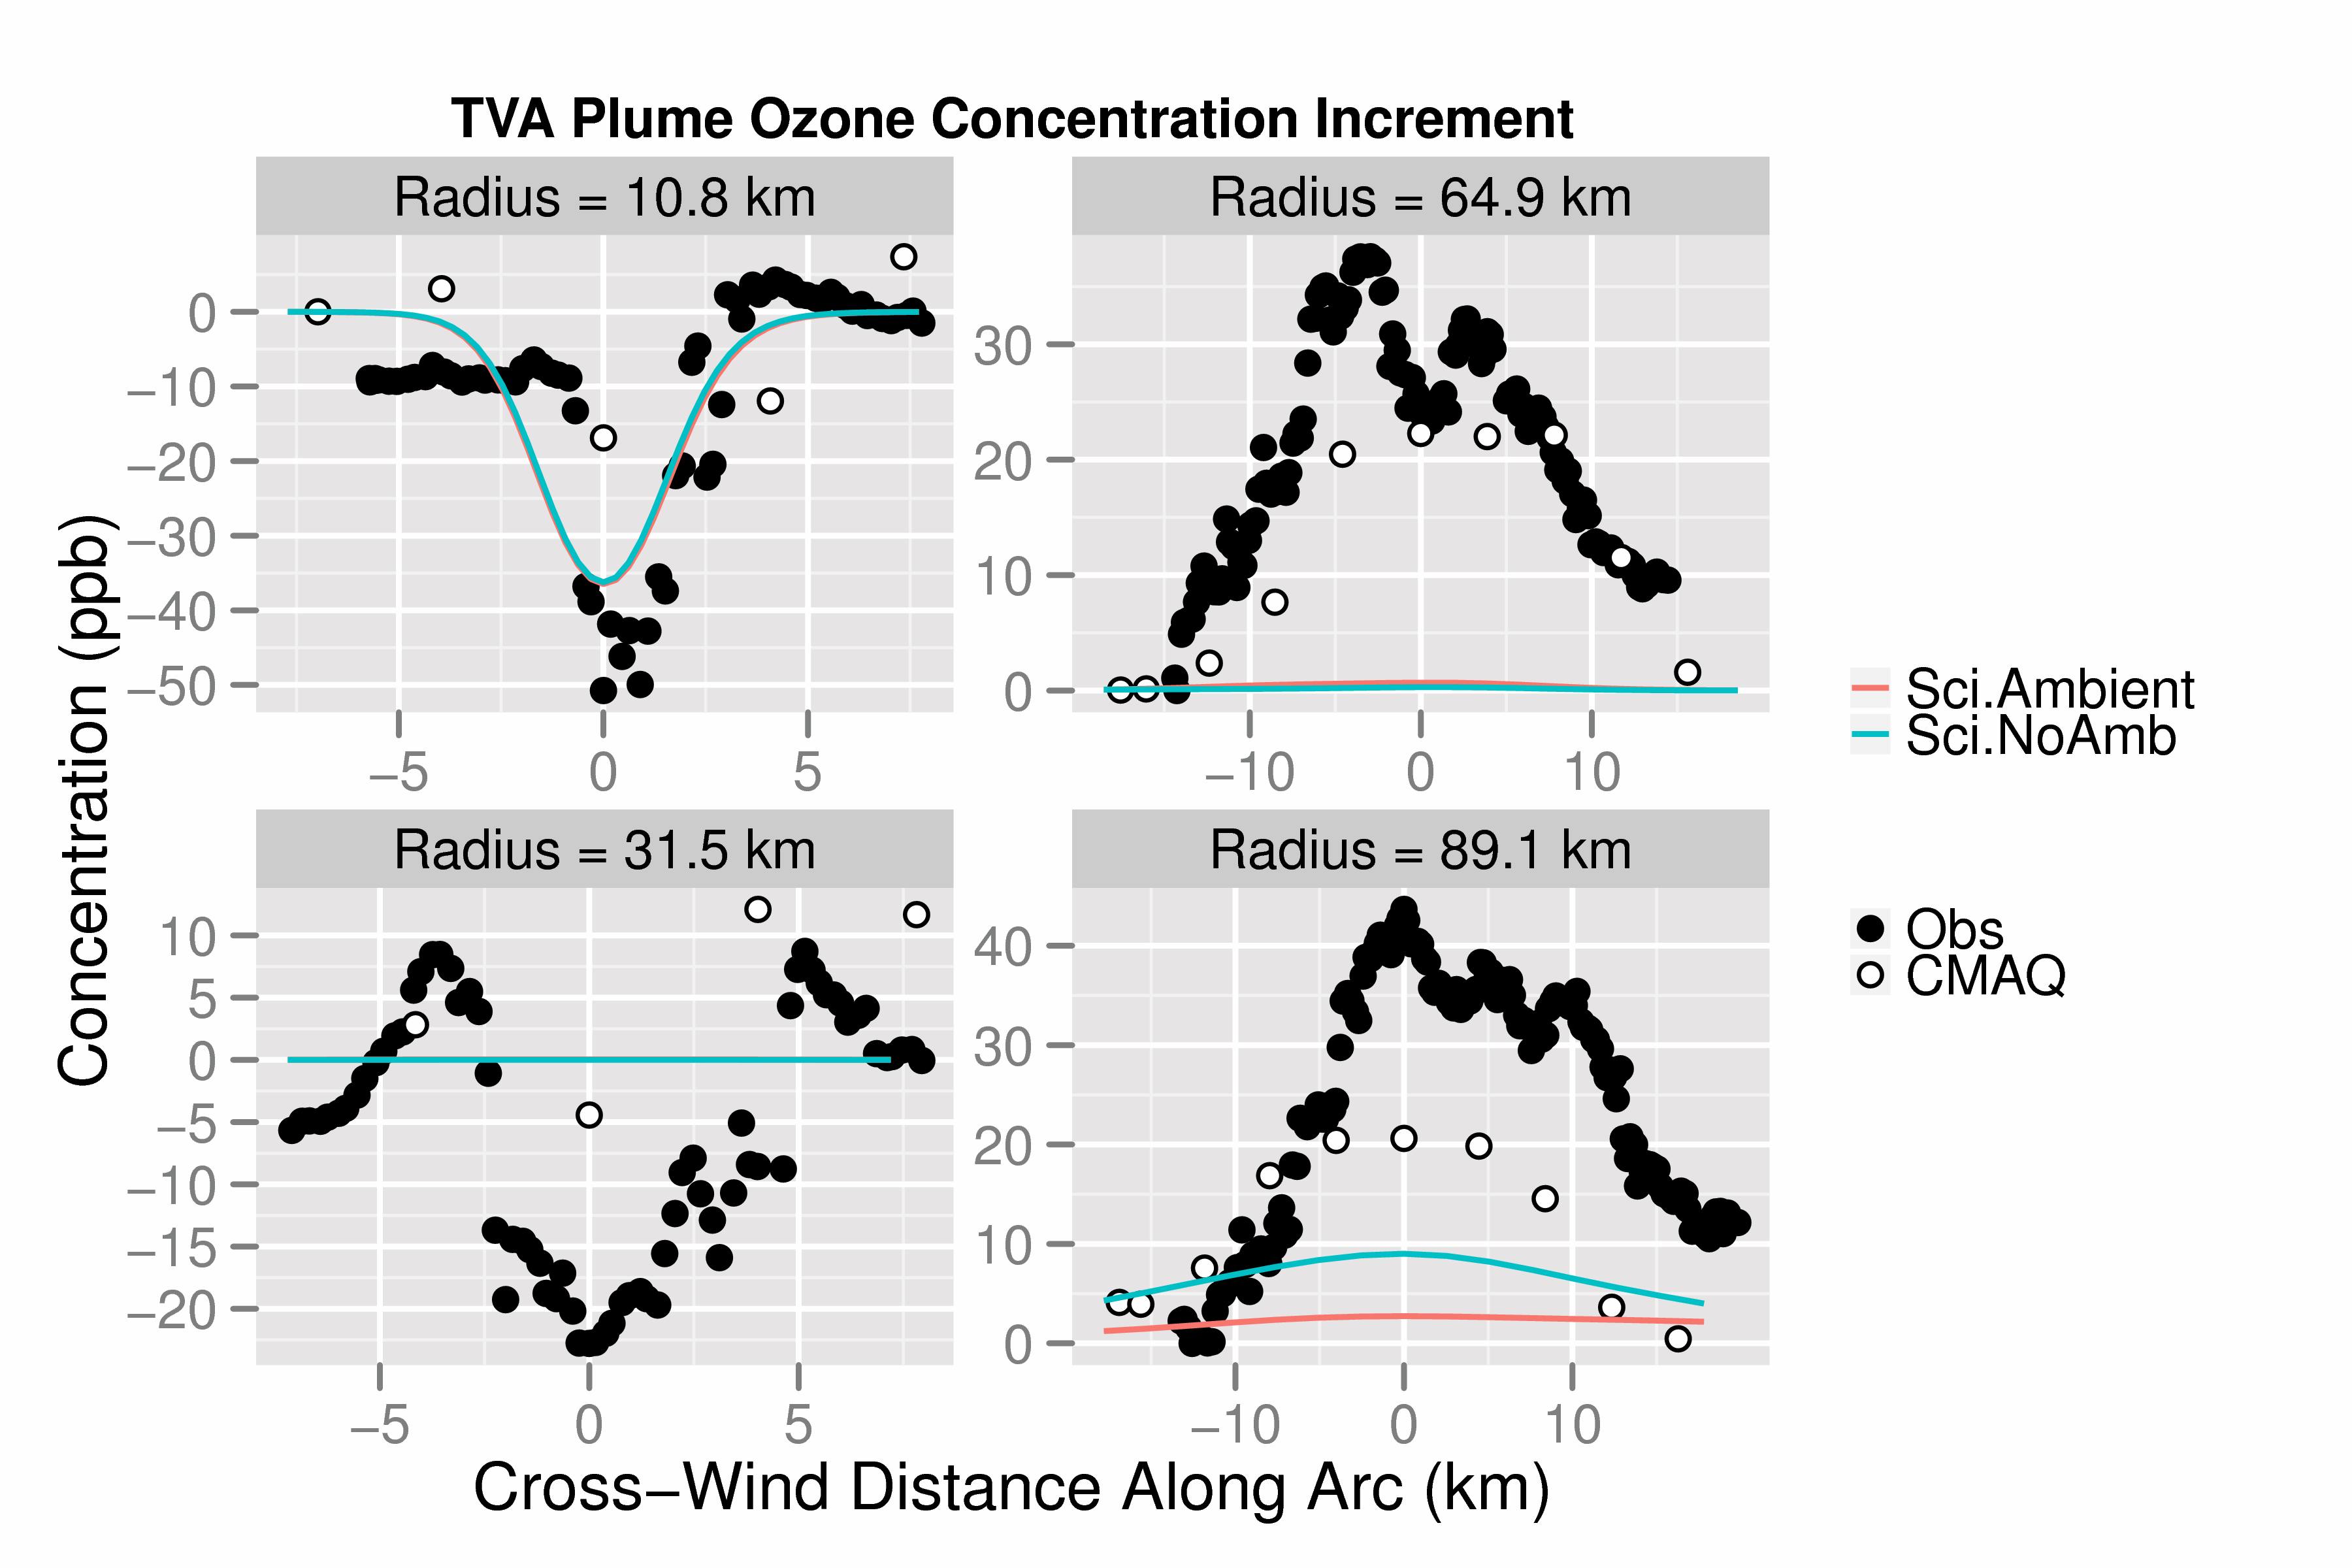 TVA Plume Ozone Concentration Increment
Radius = 10.8 km
Radius = 64.9 km
0
−10
−20
−30
−40
−50
−5 0 5
30
20
10
0
−10 0 10
Radius = 31.5 km
Radius = 89.1 km
10
5
0
−5
−10
−15
−20
−5 0 5
40
30
20
10
0
−10 0 10
Concentration (ppb)
Cross−Wind Distance Along Arc (km)
Sci.Ambient
Sci.NoAmb
Obs
CMAQ